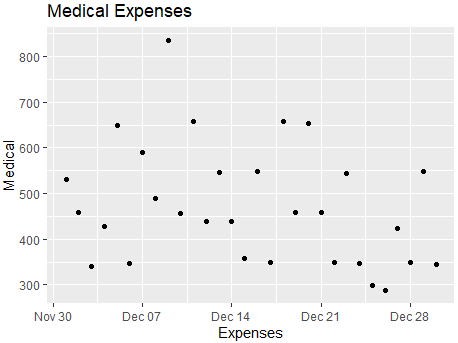 Medical Expenses
800
700
600
500
400
300
Medical
Nov 30
Dec 07
Dec 14
Dec 21
Dec 28
Expenses